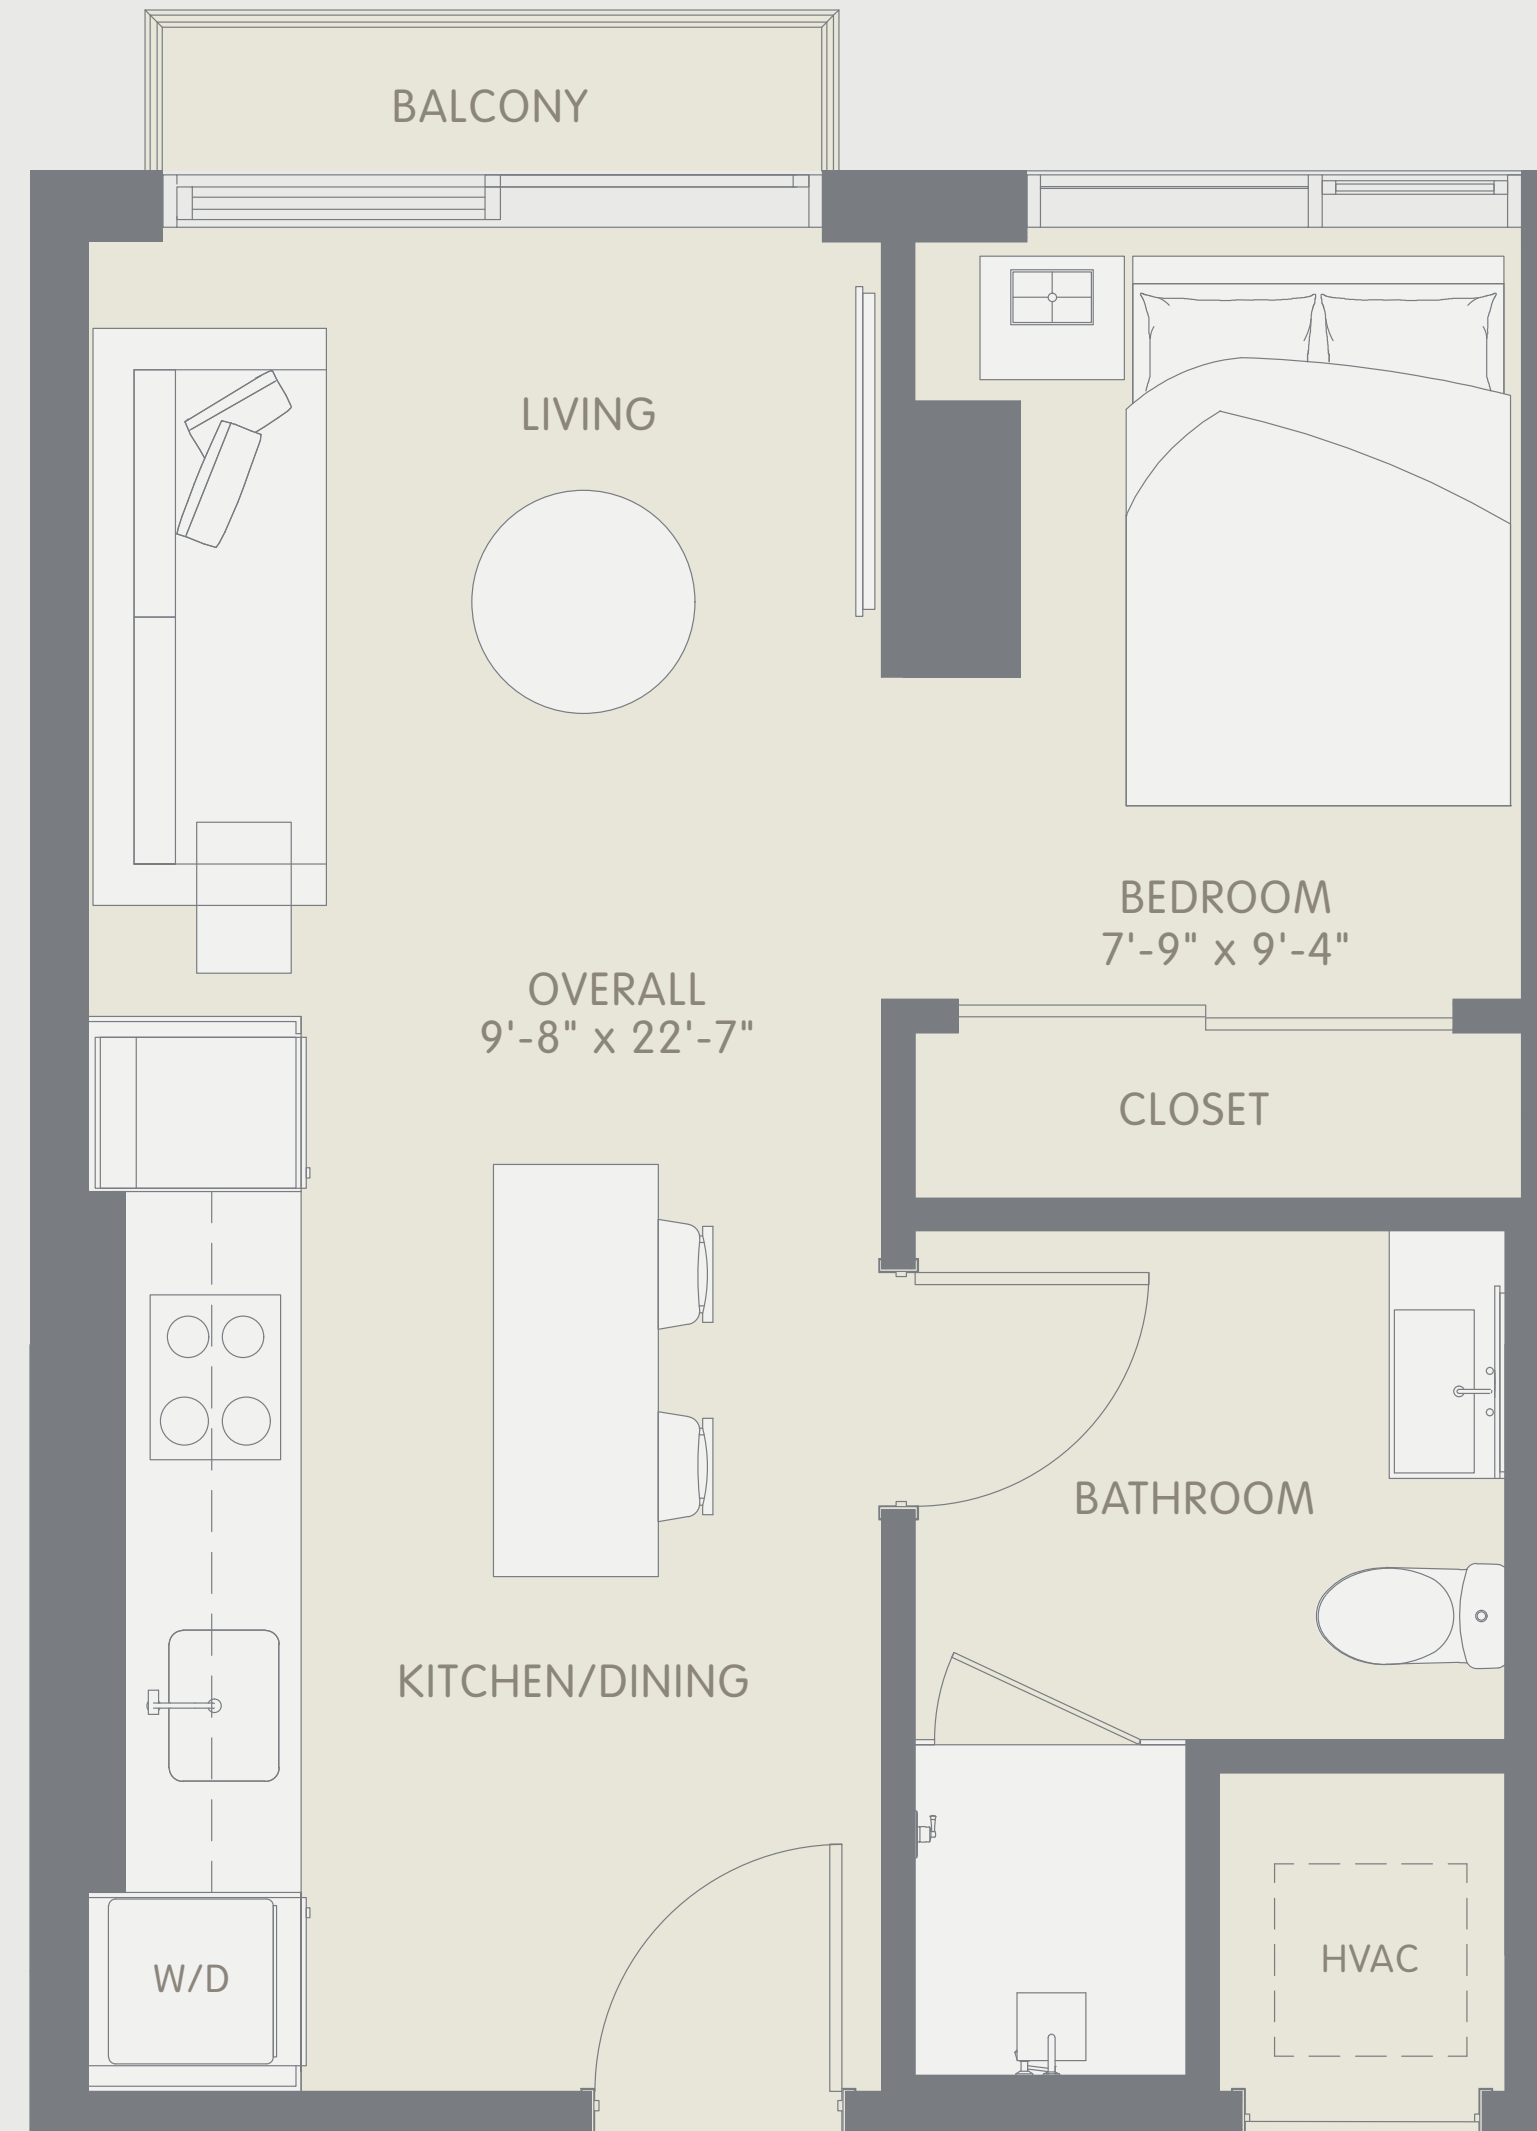 BALCONY
LIVING
BEDROOM
7'-9" x 9'-4"
OVERALL
9'-8" x 22'-7"
CLOSET
BATHROOM
KITCHEN/DINING
HVAC
W/D